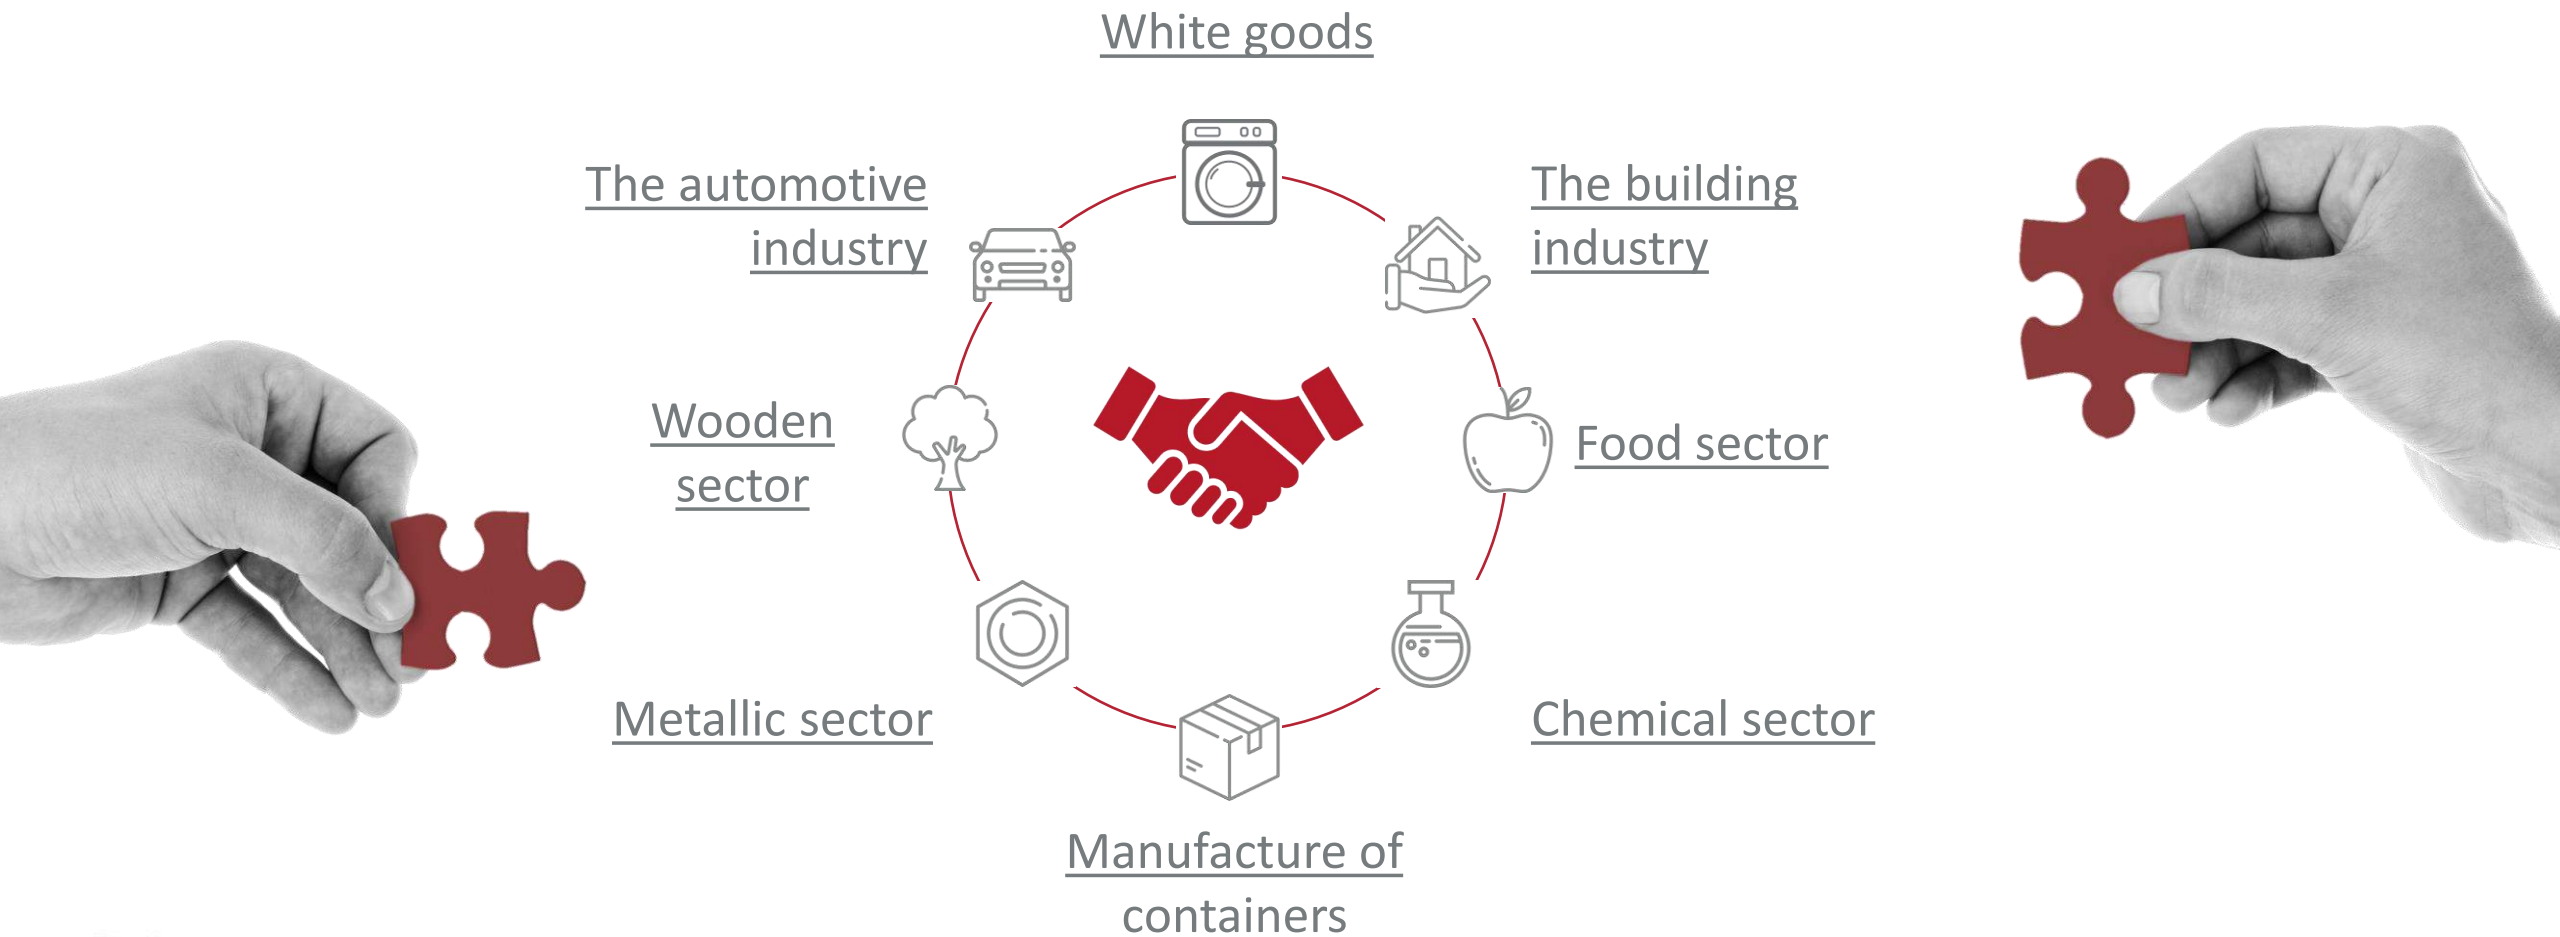 White goods
The automotive
industry
The building
industry
Wooden
sector
Food sector
Metallic sector
Chemical sector
Manufacture of
containers